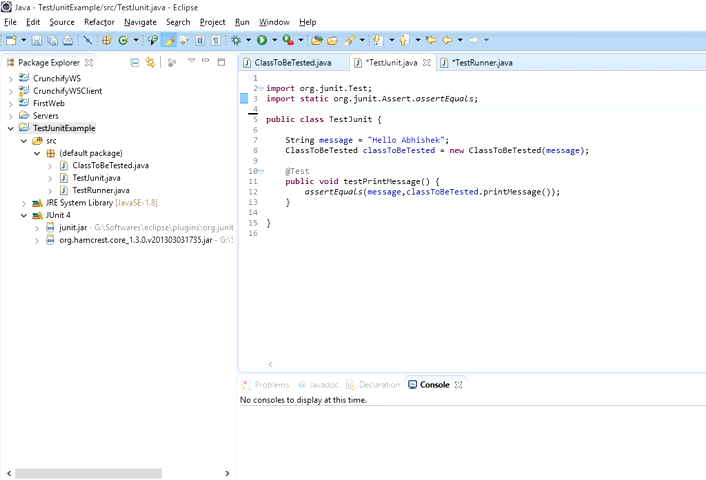 Java - TestJunitExample/src/TestJunit.java - Eclipse
File Edit Source Refactor Navigate Search Project Run Window Help
Package Explorer
CrunchifyWS
CrunchifyWSClient
FirstWeb
Servers
TestJunitExample
src
(default package)
ClassToBeTested.java
TestJunit.java
TestRunner.java
JRE System Library [JavaSE-1.8]
JUnit 4
junit.jar - G:\Softwares\eclipse\plugins\org.junit
org.hamcrest.core_1.3.0.v201303031735.jar - G:\S
ClassToBeTested.java *TestJunit.java *TestRunner.java
1
2 import org.junit.Test;
3 import static org.junit.Assert.assertEquals;
4
5 public class TestJunit {
6
7 String message = "Hello Abhishek";
8 ClassToBeTested classToBeTested = new ClassToBeTested(message);
9
10 @Test
11 public void testPrintMessage() {
12 assertEquals(message,classToBeTested.printMessage());
13 }
14
15 }
16
Problems Javadoc Declaration Console
No consoles to display at this time.